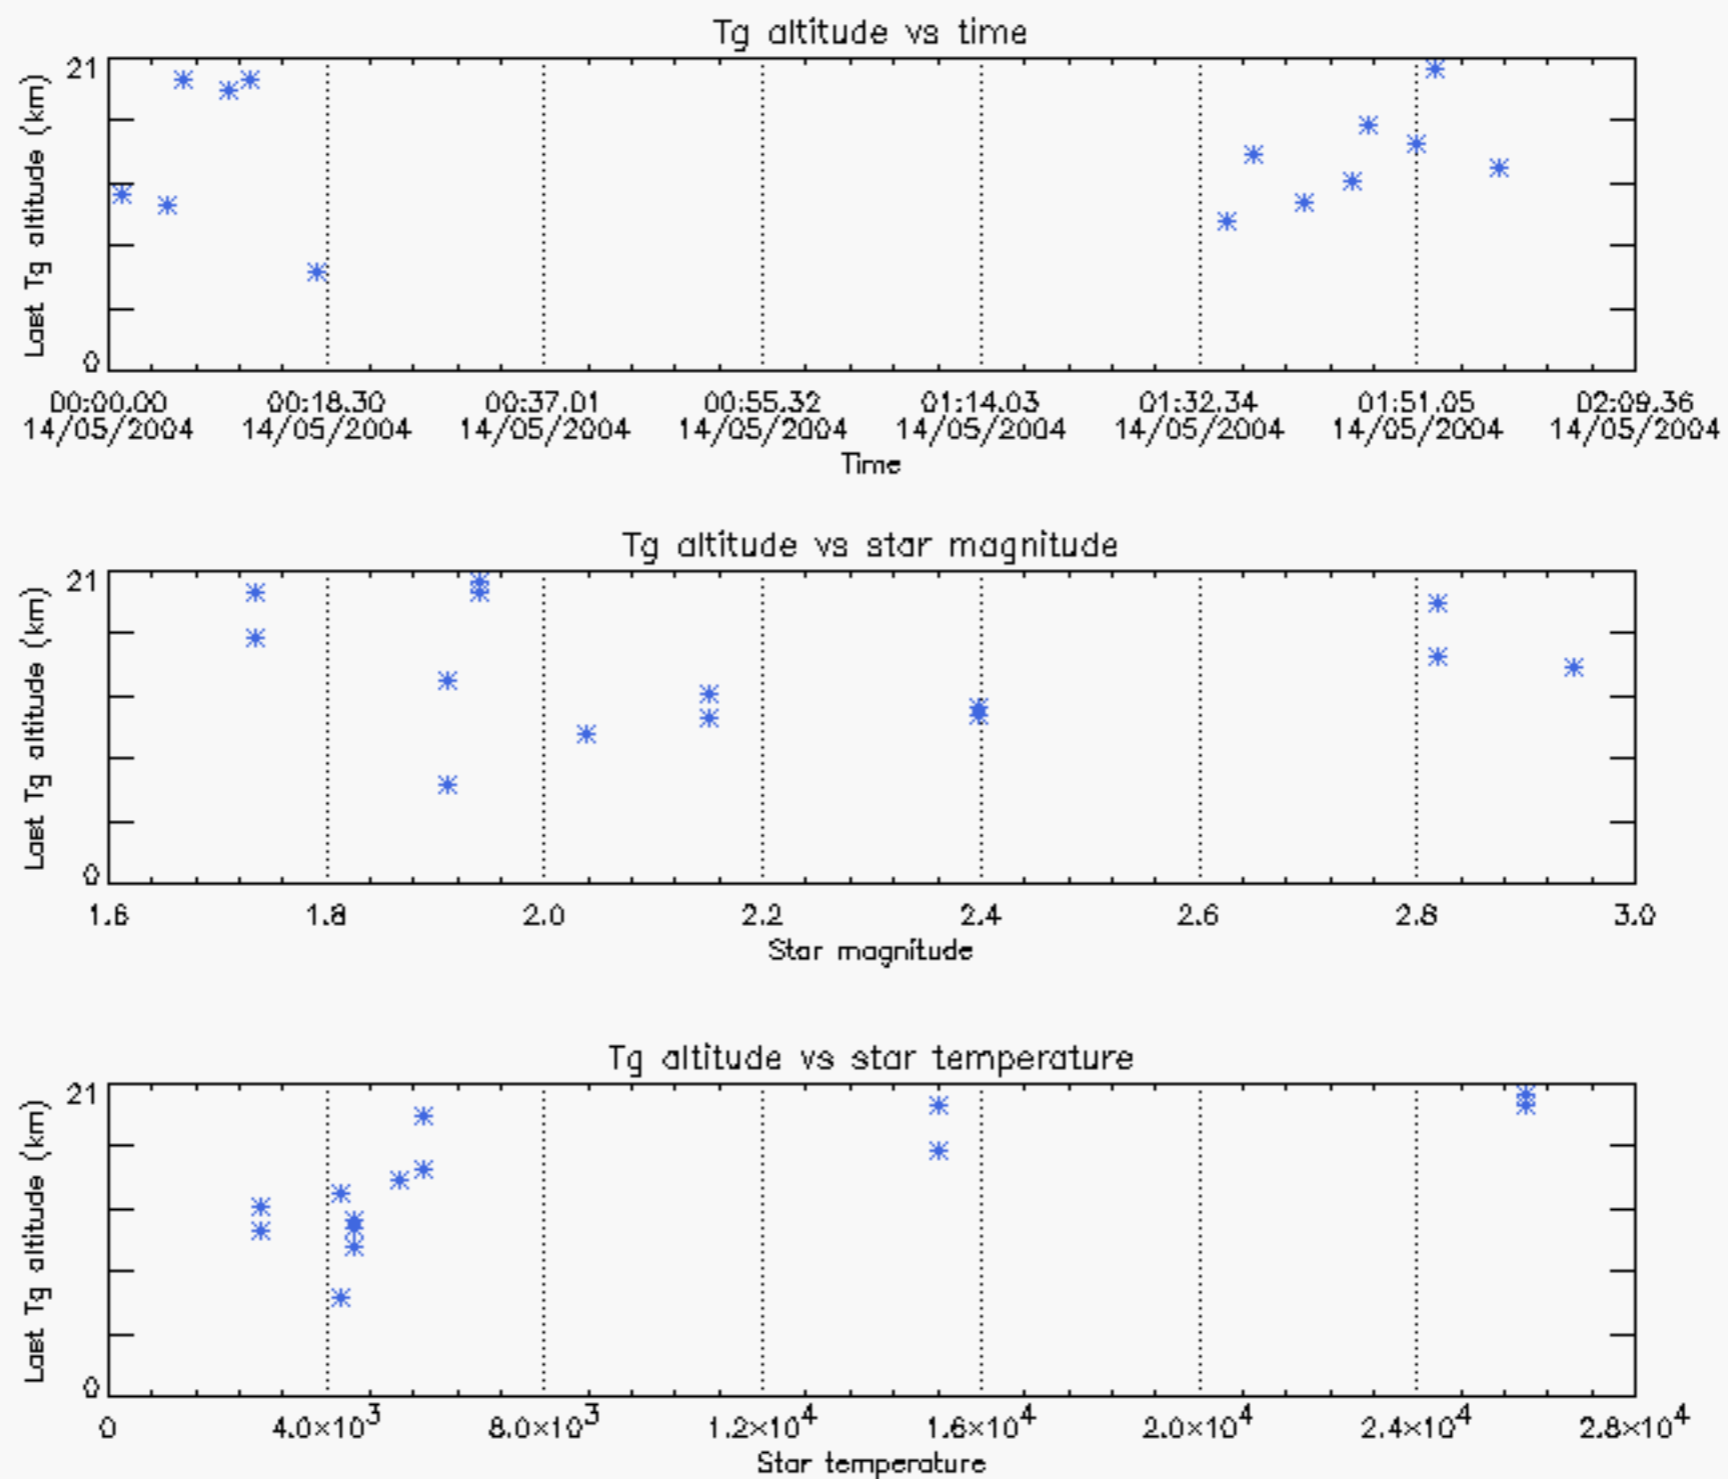 Tg altitude vs time
Last Tg altitude (km)
21
0
00:00.00 00:18.30 00:37.01 00:55.32 01:14.03 01:32.34 01:51.05 02:09.36
14/05/2004 14/05/2004 14/05/2004 14/05/2004 14/05/2004 14/05/2004 14/05/2004 14/05/2004
Time
Tg altitude vs star magnitude
Last Tg altitude (km)
21
0
1.6 1.8 2.0 2.2 2.4 2.6 2.8 3.0
Star magnitude
Tg altitude vs star temperature
Last Tg altitude (km)
21
0
0 4.0×10³ 8.0×10³ 1.2×10⁴ 1.6×10⁴ 2.0×10⁴ 2.4×10⁴ 2.8×10⁴
Star temperature